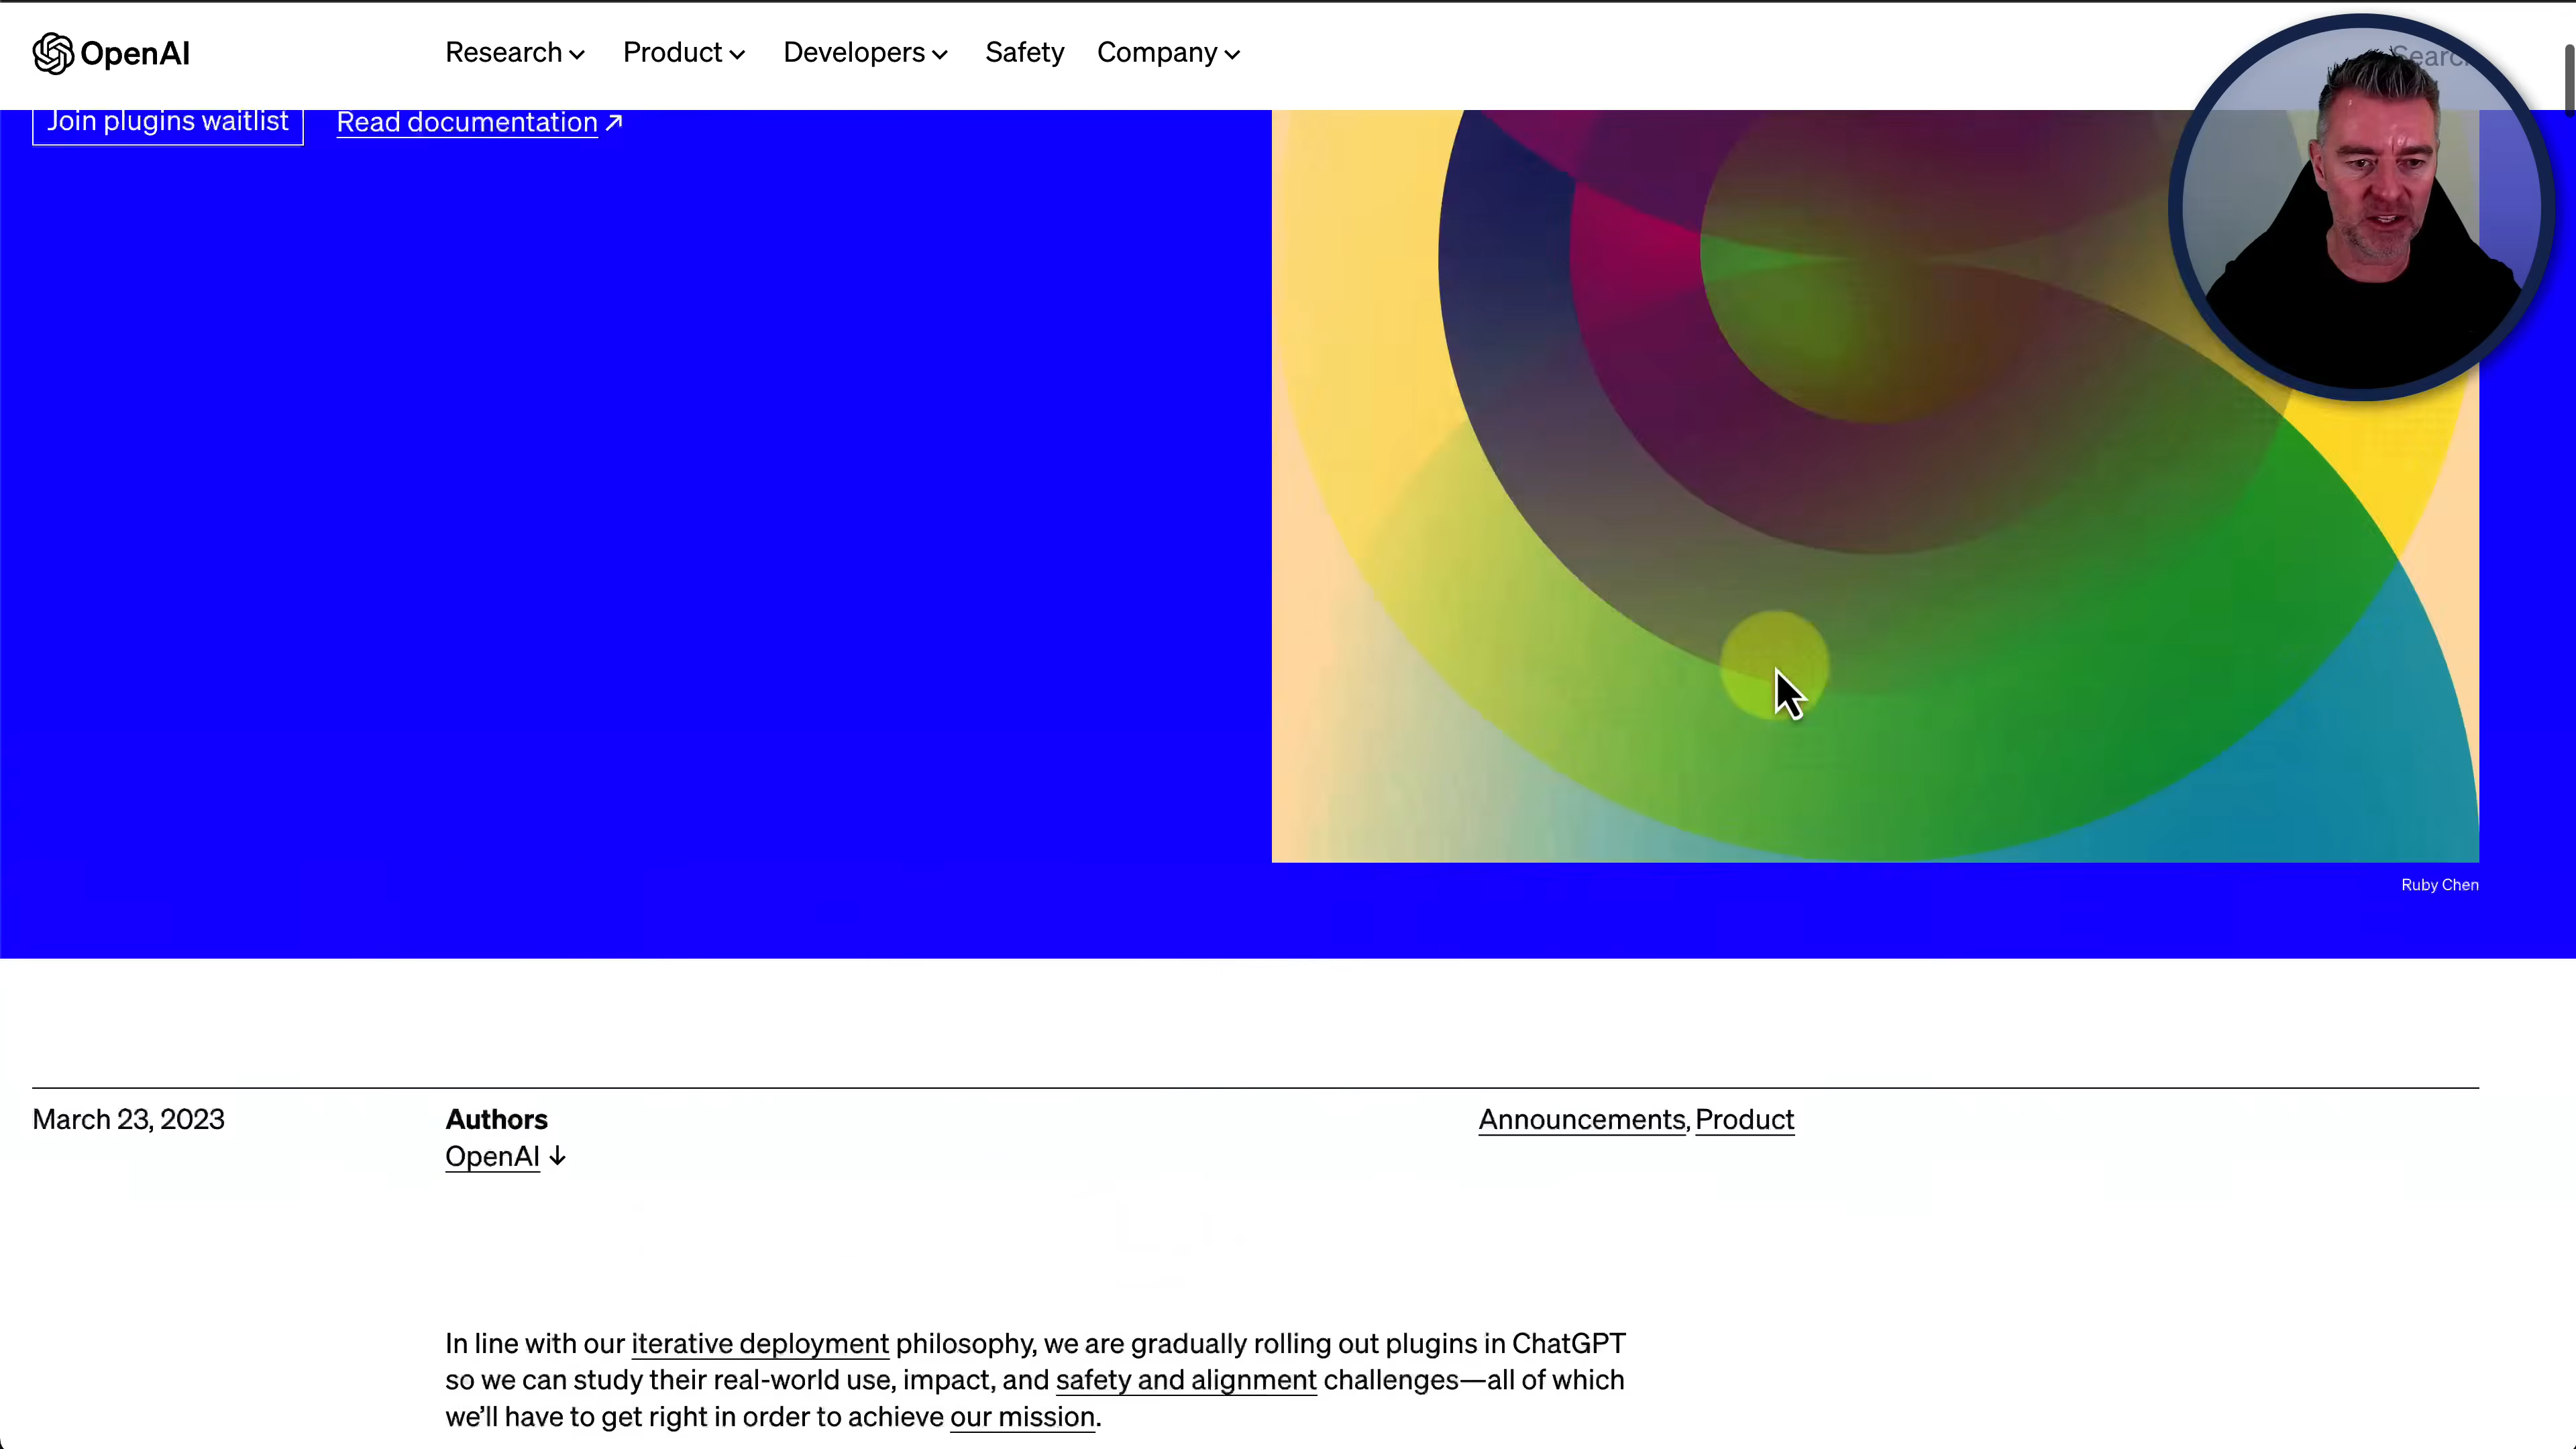 OpenAI
Research
Product
Developers
Safety
Company
Search
Join plugins waitlist
Read documentation ↗
Ruby Chen
March 23, 2023
Authors
OpenAI ↓
Announcements, Product
In line with our iterative deployment philosophy, we are gradually rolling out plugins in ChatGPT
so we can study their real-world use, impact, and safety and alignment challenges—all of which
we’ll have to get right in order to achieve our mission.